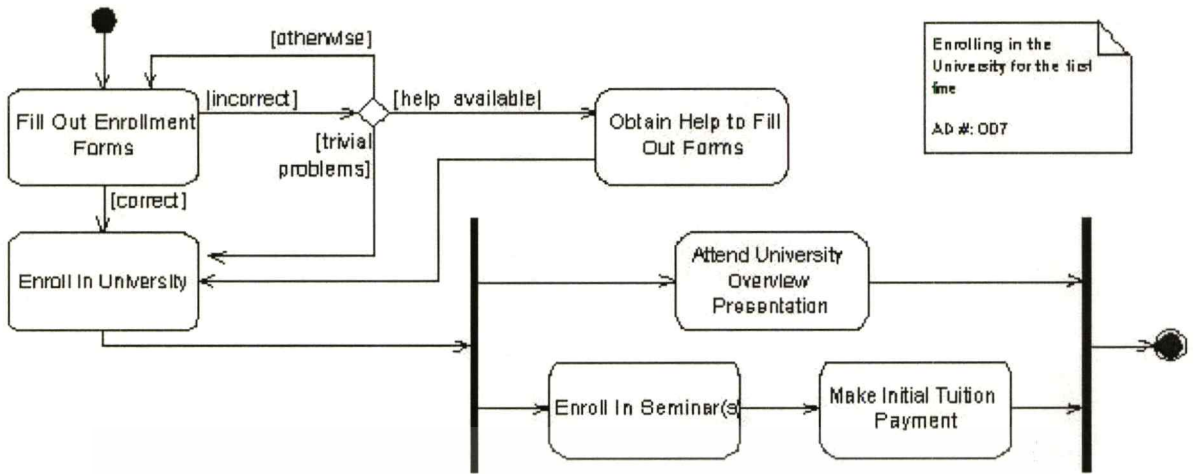 [otherwise]
Enrolling in the
University for the first
fime
AD #: OD7
Fill Out Enrollment
Forms
[incorrect]
[help available]
[trivial
problems]
Obtain Help to Fill
Out Forms
[correct]
Enroll In University
Attend University
Overview
Presentation
Enroll In Seminar(s)
Make Initial Tuition
Payment